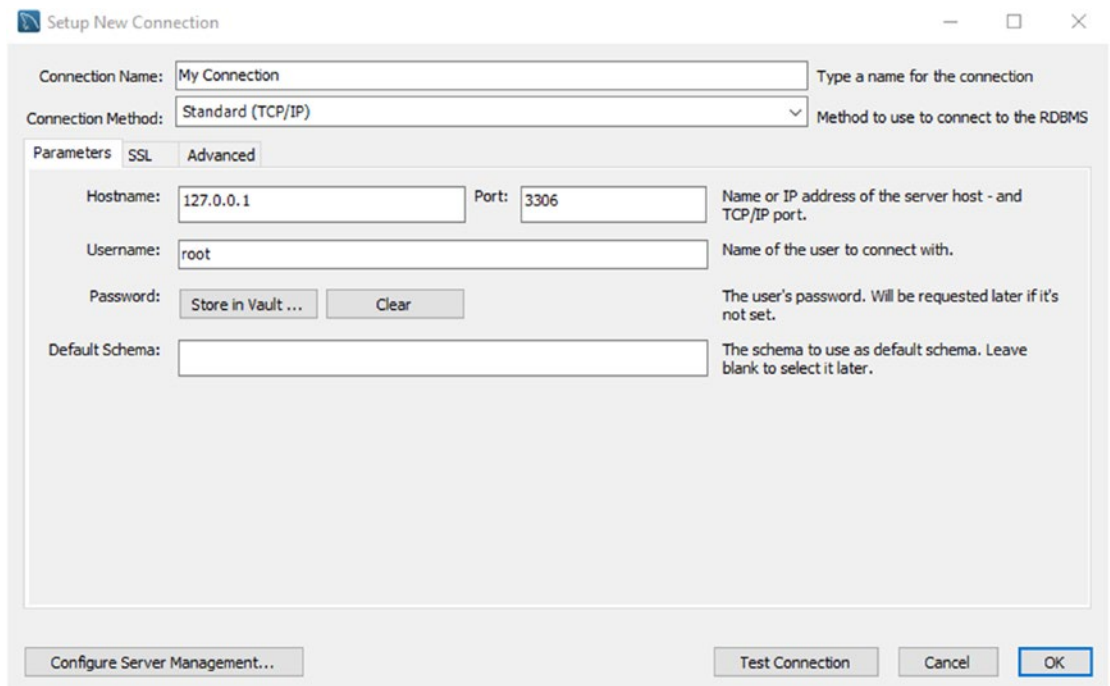 Setup New Connection
Connection Name: My Connection Type a name for the connection
Connection Method: Standard (TCP/IP) Method to use to connect to the RDBMS
Parameters SSL Advanced
Hostname: 127.0.0.1 Port: 3306 Name or IP address of the server host - and
TCP/IP port.
Username: root Name of the user to connect with.
Password: Store in Vault ... Clear The user's password. Will be requested later if it's
not set.
Default Schema: The schema to use as default schema. Leave
blank to select it later.
Configure Server Management... Test Connection Cancel OK